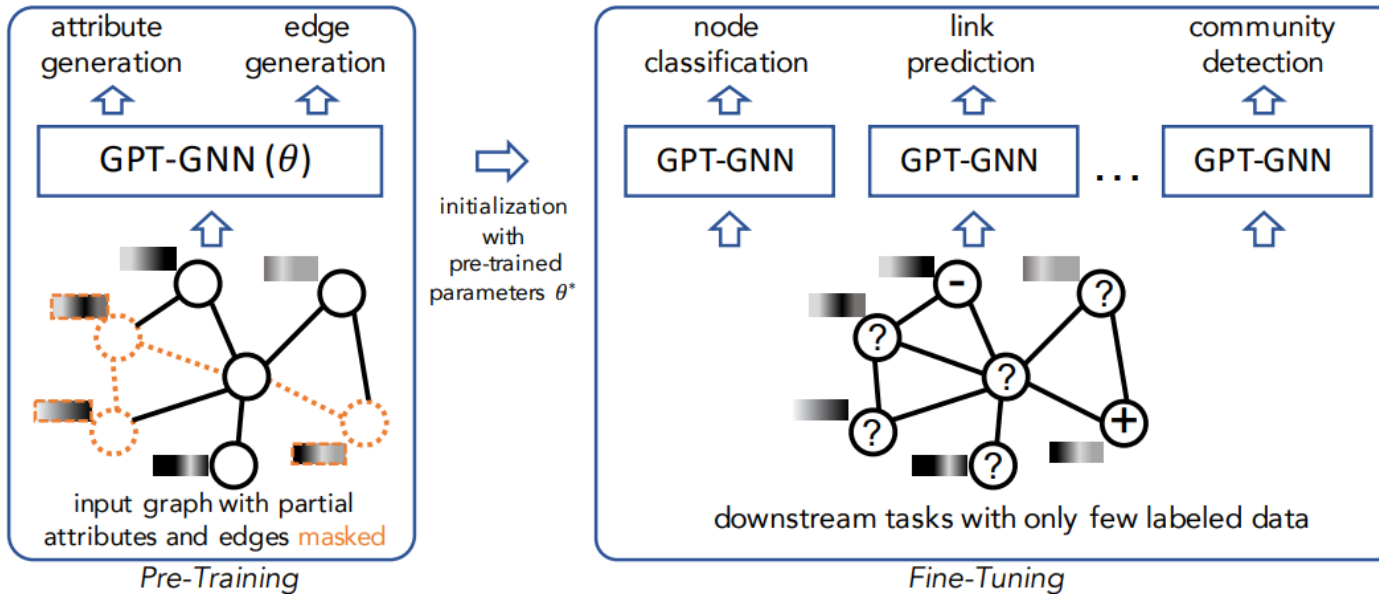 attribute generation
edge generation
GPT-GNN (θ)
input graph with partial
attributes and edges masked
Pre-Training
initialization
with
pre-trained
parameters θ*
node
classification
link
prediction
community
detection
GPT-GNN
GPT-GNN
...
GPT-GNN
-
?
?
?
?
+
?
downstream tasks with only few labeled data
Fine-Tuning